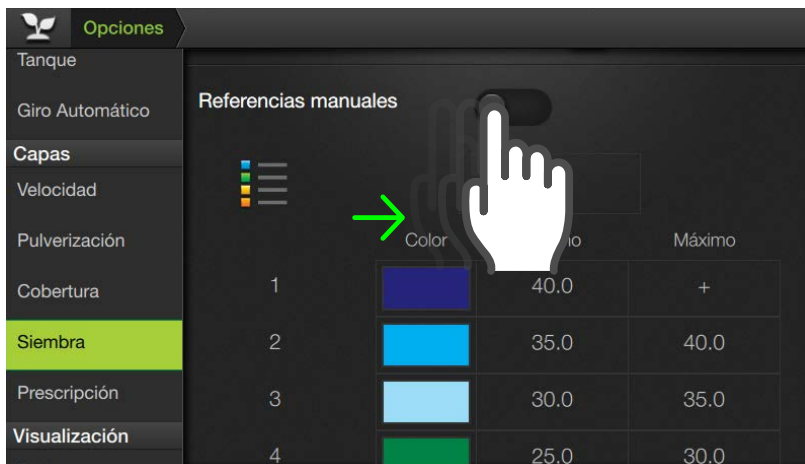 Opciones
Tanque
Giro Automático
Capas
Velocidad
Pulverización
Cobertura
Siembra
Prescripción
Visualización
Referencias manuales
Color Máximo
1 40.0 +
2 35.0 40.0
3 30.0 35.0
4 25.0 30.0